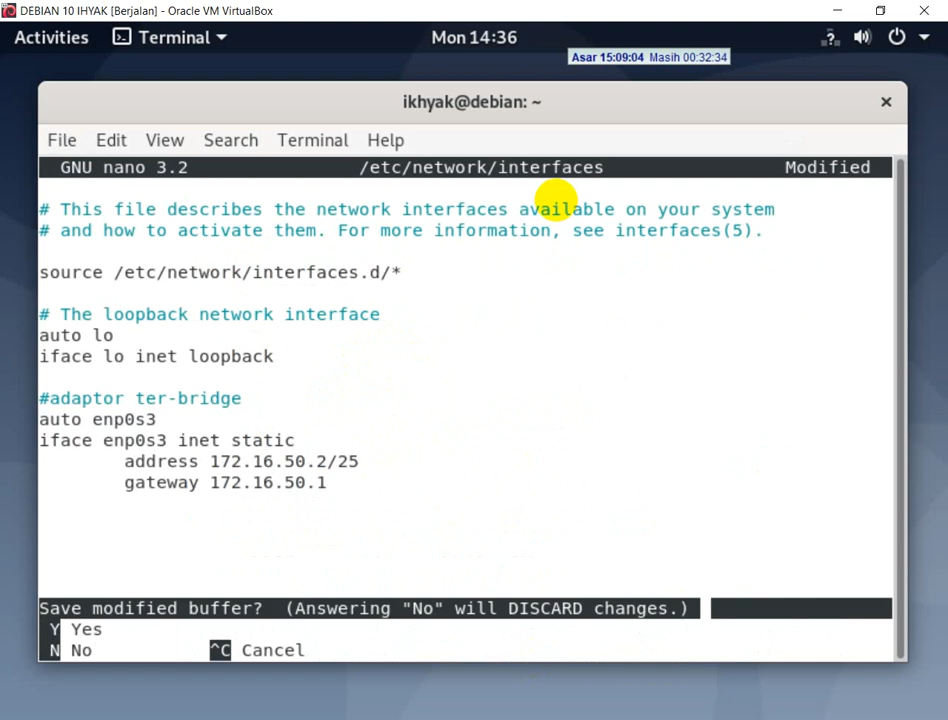 DEBIAN 10 IHYAK [Berjalan] - Oracle VM VirtualBox
Activities Terminal Mon 14:36
Asar 15:09:04 Masih 00:32:34
ikhyak@debian: ~
File Edit View Search Terminal Help
GNU nano 3.2 /etc/network/interfaces Modified
# This file describes the network interfaces available on your system
# and how to activate them. For more information, see interfaces(5).
source /etc/network/interfaces.d/*
# The loopback network interface
auto lo
iface lo inet loopback
#adaptor ter-bridge
auto enp0s3
iface enp0s3 inet static
address 172.16.50.2/25
gateway 172.16.50.1
Save modified buffer? (Answering "No" will DISCARD changes.)
Y Yes
N No ^C Cancel